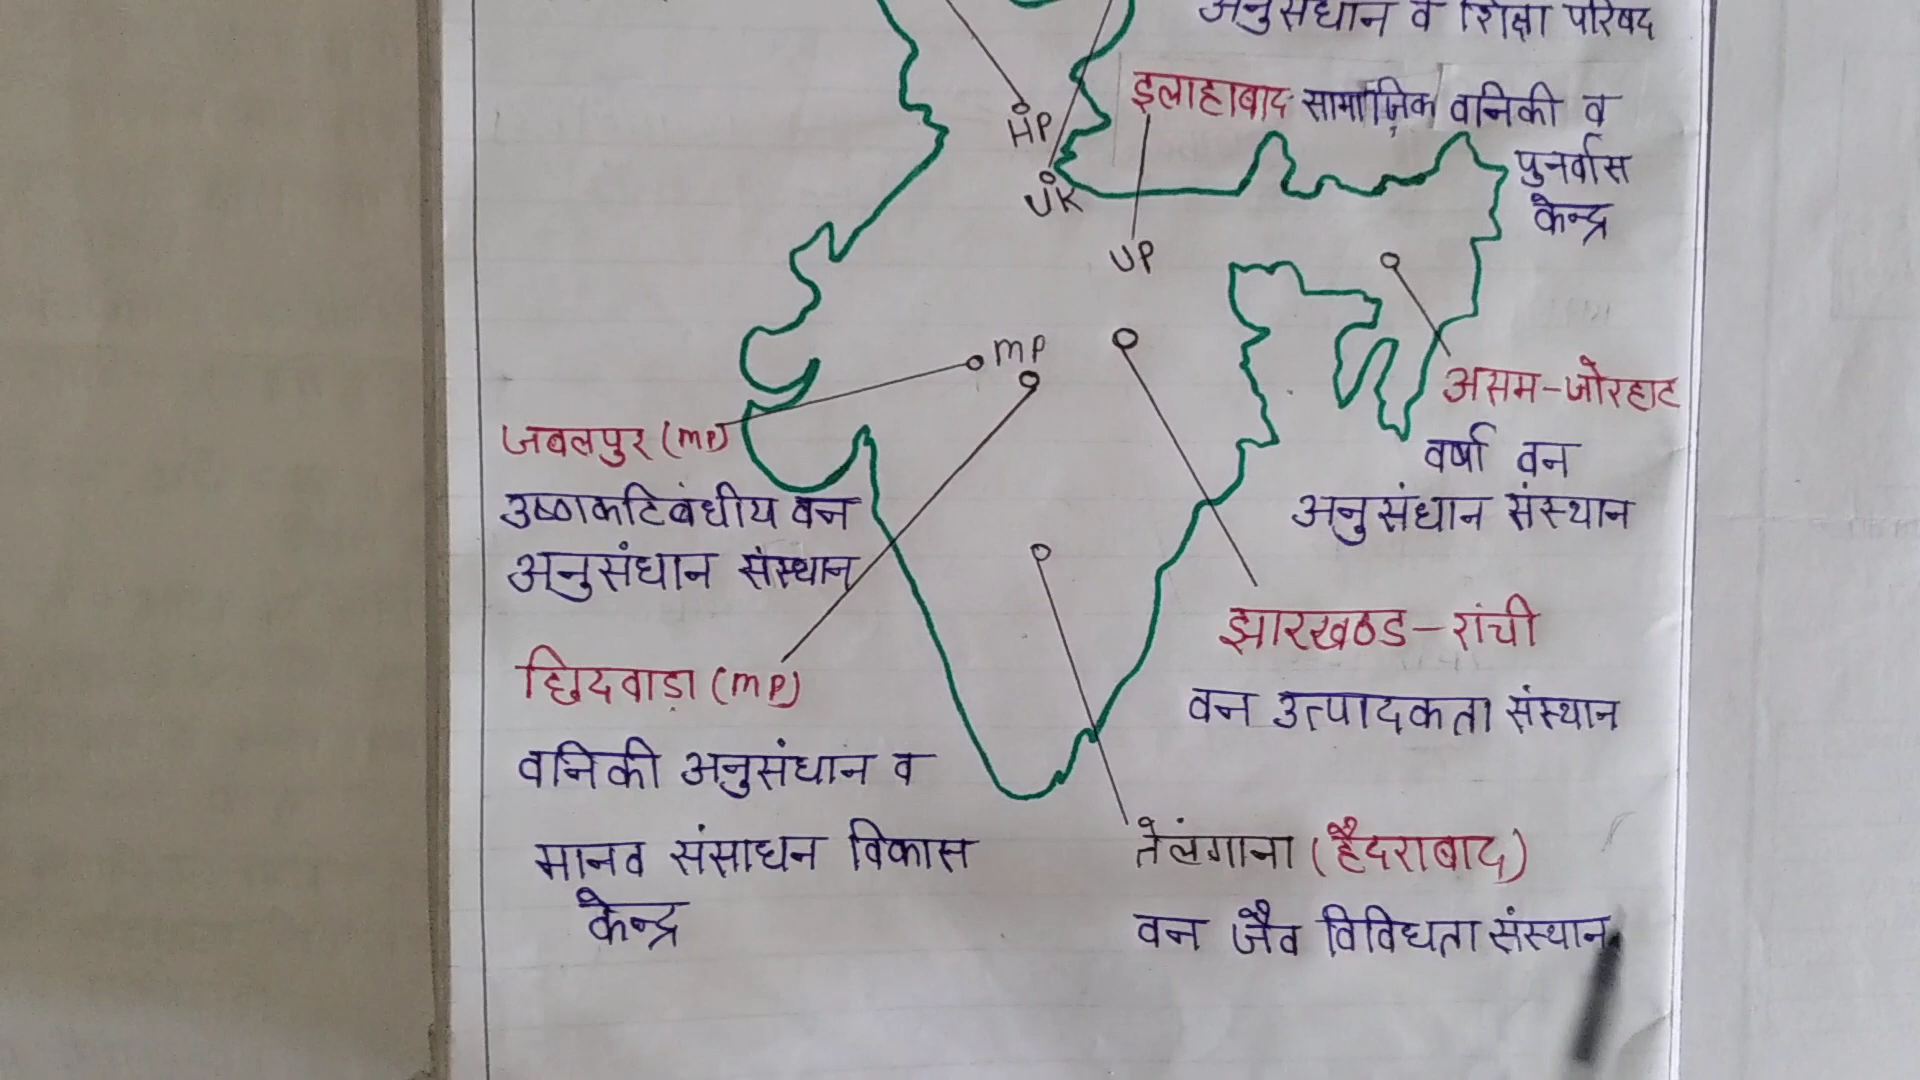 अनुसंधान व शिक्षा परिषद
इलाहाबाद सामाजिक वनिकी व
पुनर्वास
केन्द्र
HP
UK
UP
MP
जबलपुर (MP)
उष्णकटिबंधीय वन
अनुसंधान संस्थान
छिदवाड़ा (MP)
वनिकी अनुसंधान व
मानव संसाधन विकास
केन्द्र
असम-जोरहाट
वर्षा वन
अनुसंधान संस्थान
झारखण्ड-रांची
वन उत्पादकता संस्थान
तेलंगाना (हैदराबाद)
वन जैव विविधता संस्थान